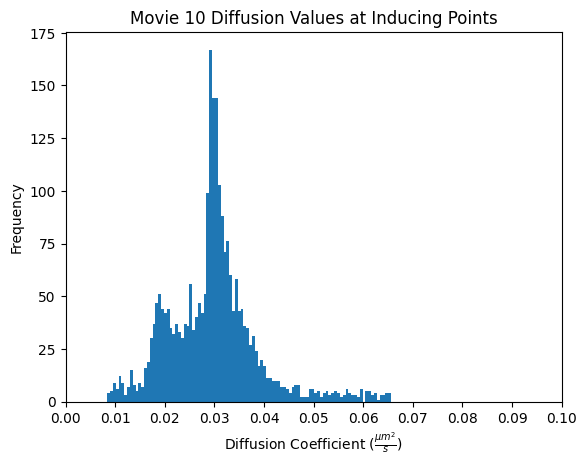 Movie 10 Diffusion Values at Inducing Points
175
150
125
100
75
50
25
0
Frequency
0.00 0.01 0.02 0.03 0.04 0.05 0.06 0.07 0.08 0.09 0.10
Diffusion Coefficient (μm²/s)